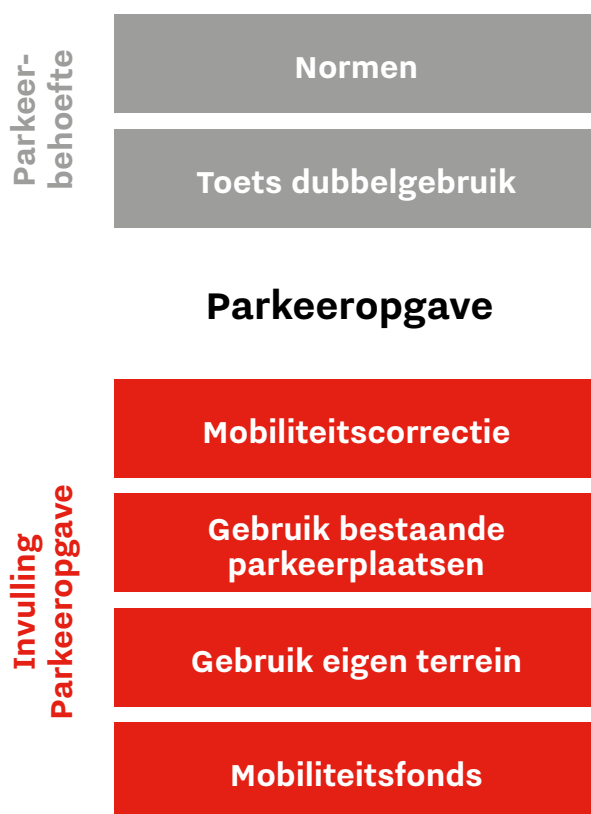 Parkeer-
behoefte
Normen
Toets dubbelgebruik
Parkeeropgave
Invulling
Parkeeropgave
Mobiliteitscorrectie
Gebruik bestaande
parkeerplaatsen
Gebruik eigen terrein
Mobiliteitsfonds